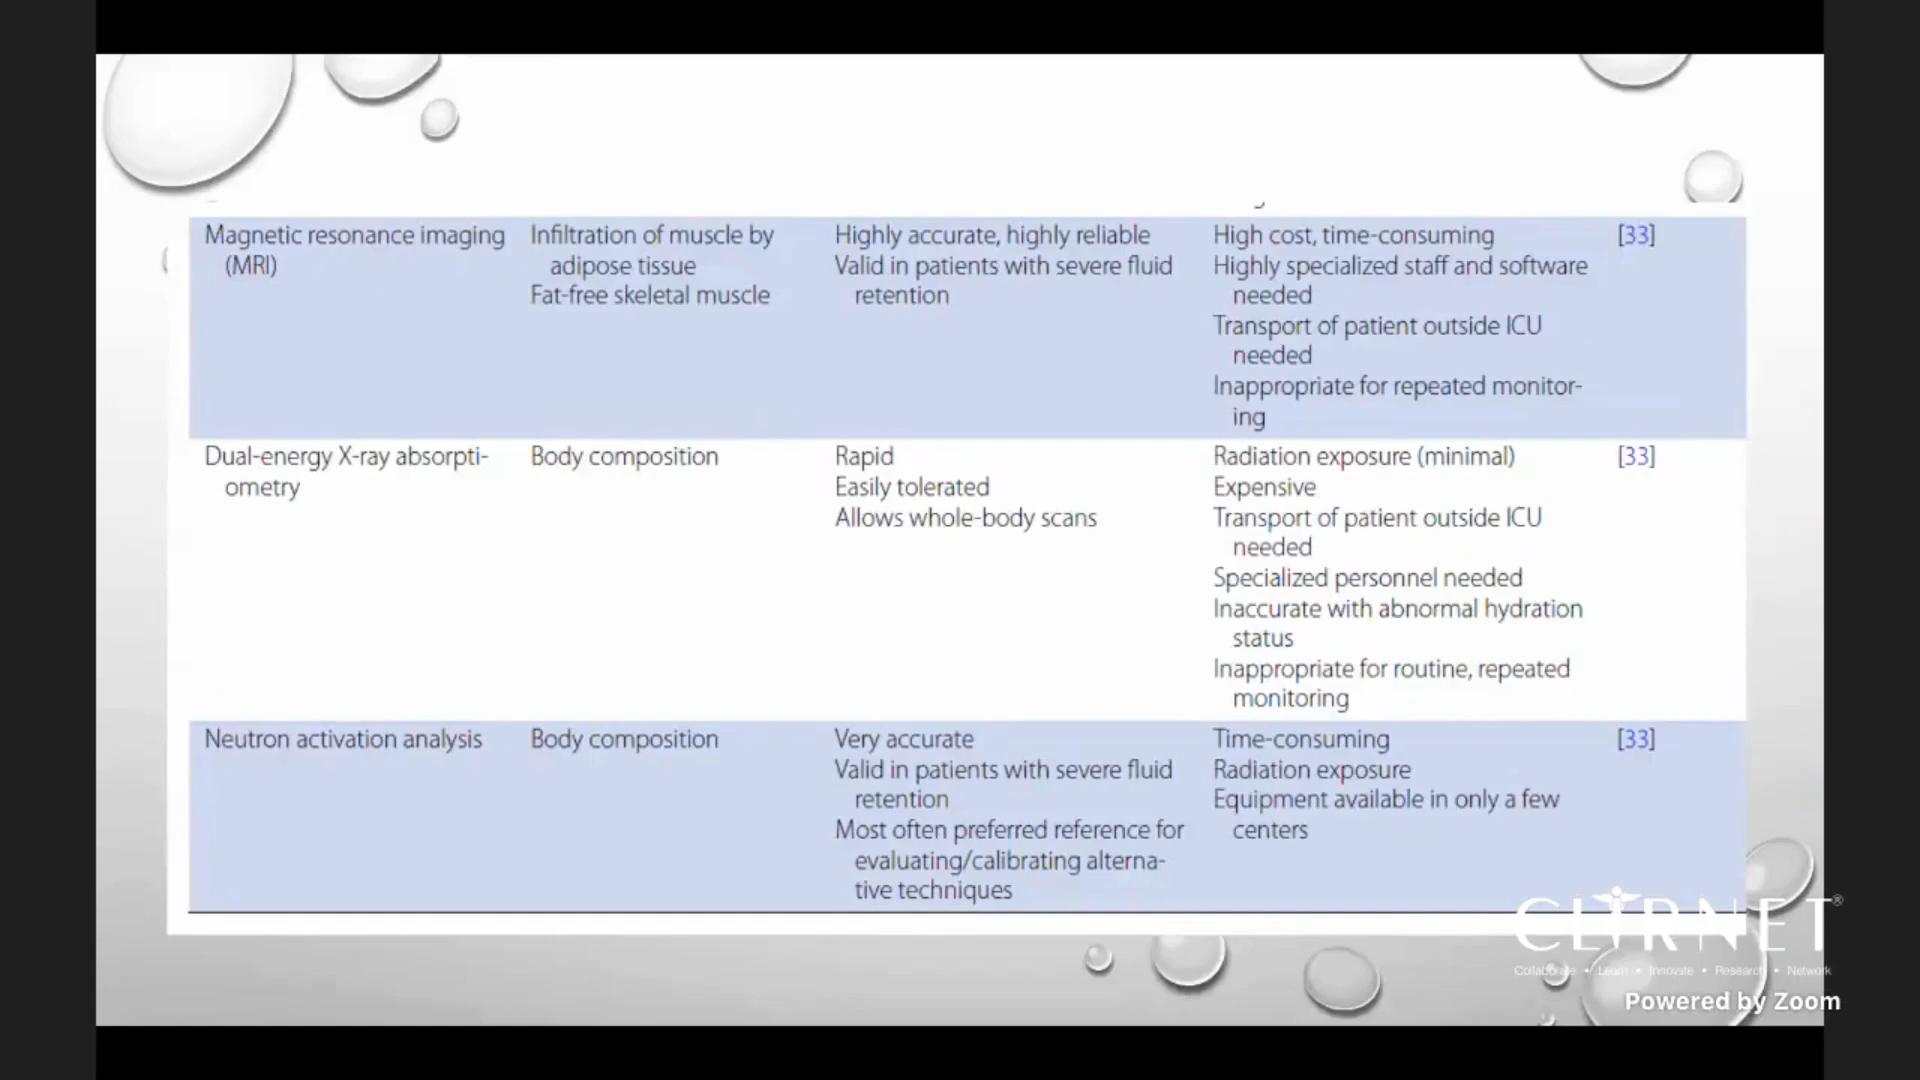 Magnetic resonance imaging
(MRI)
Infiltration of muscle by
adipose tissue
Fat-free skeletal muscle
Highly accurate, highly reliable
Valid in patients with severe fluid
retention
High cost, time-consuming
Highly specialized staff and software
needed
Transport of patient outside ICU
needed
Inappropriate for repeated monitor-
ing
[33]
Dual-energy X-ray absorpti-
ometry
Body composition
Rapid
Easily tolerated
Allows whole-body scans
Radiation exposure (minimal)
Expensive
Transport of patient outside ICU
needed
Specialized personnel needed
Inaccurate with abnormal hydration
status
Inappropriate for routine, repeated
monitoring
[33]
Neutron activation analysis
Body composition
Very accurate
Valid in patients with severe fluid
retention
Most often preferred reference for
evaluating/calibrating alterna-
tive techniques
Time-consuming
Radiation exposure
Equipment available in only a few
centers
[33]
CLIRNET®
Collaborate • Learn • Innovate • Research • Network
Powered by Zoom